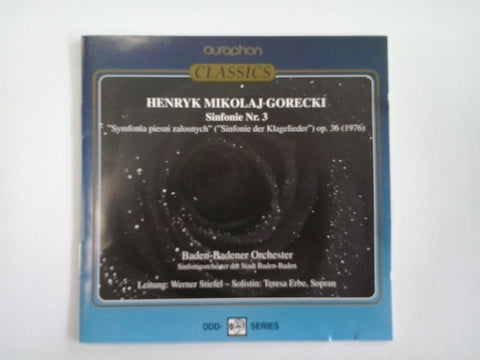 aurophon
CLASSICS
HENRYK MIKOLAJ-GORECKI
Sinfonie Nr. 3
"Symfonia piesni zalosnych" ("Sinfonie der Klagelieder") op. 36 (1976)
Baden-Badener Orchester
Sinfonieorchester der Stadt Baden-Baden
Leitung: Werner Stiefel – Solistin: Teresa Erbe, Sopran
DDD- SERIES